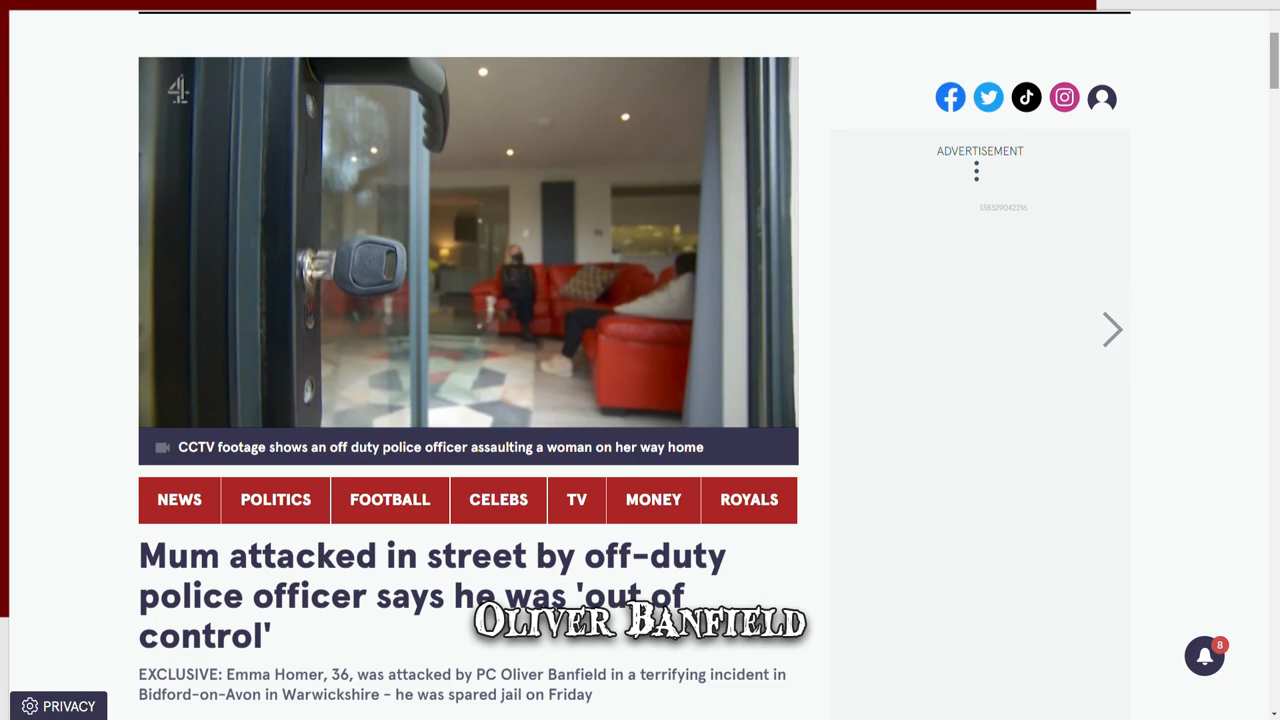 4
ADVERTISEMENT
138329042216
CCTV footage shows an off duty police officer assaulting a woman on her way home
NEWS POLITICS FOOTBALL CELEBS TV MONEY ROYALS
Mum attacked in street by off-duty
police officer says he was 'out of
control'
OLIVER BANFIELD
EXCLUSIVE: Emma Homer, 36, was attacked by PC Oliver Banfield in a terrifying incident in
Bidford-on-Avon in Warwickshire - he was spared jail on Friday
8
PRIVACY